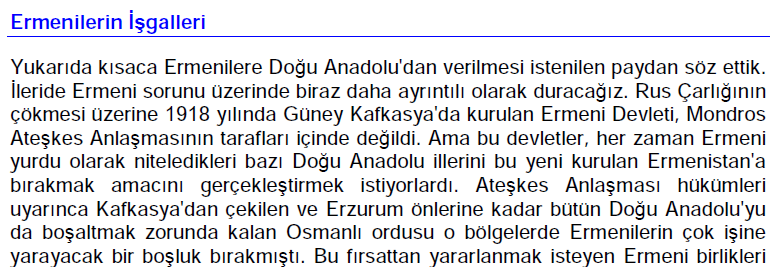 Ermenilerin İşgalleri
Yukarıda kısaca Ermenilere Doğu Anadolu'dan verilmesi istenilen paydan söz ettik.
İleride Ermeni sorunu üzerinde biraz daha ayrıntılı olarak duracağız. Rus Çarlığının
çökmesi üzerine 1918 yılında Güney Kafkasya'da kurulan Ermeni Devleti, Mondros
Ateşkes Anlaşmasının tarafları içinde değildi. Ama bu devletler, her zaman Ermeni
yurdu olarak niteledikleri bazı Doğu Anadolu illerini bu yeni kurulan Ermenistan'a
bırakmak amacını gerçekleştirmek istiyorlardı. Ateşkes Anlaşması hükümleri
uyarınca Kafkasya'dan çekilen ve Erzurum önlerine kadar bütün Doğu Anadolu'yu
da boşaltmak zorunda kalan Osmanlı ordusu o bölgelerde Ermenilerin çok işine
yarayacak bir boşluk bırakmıştı. Bu fırsattan yararlanmak isteyen Ermeni birlikleri